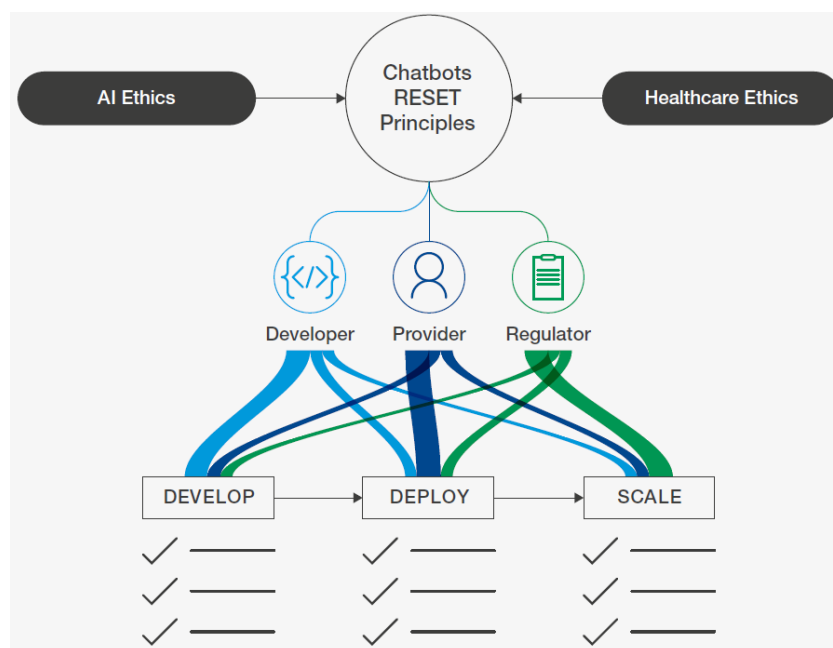 Chatbots
RESET
Principles
AI Ethics
Healthcare Ethics
{</>}
Developer
Provider
Regulator
DEVELOP
DEPLOY
SCALE